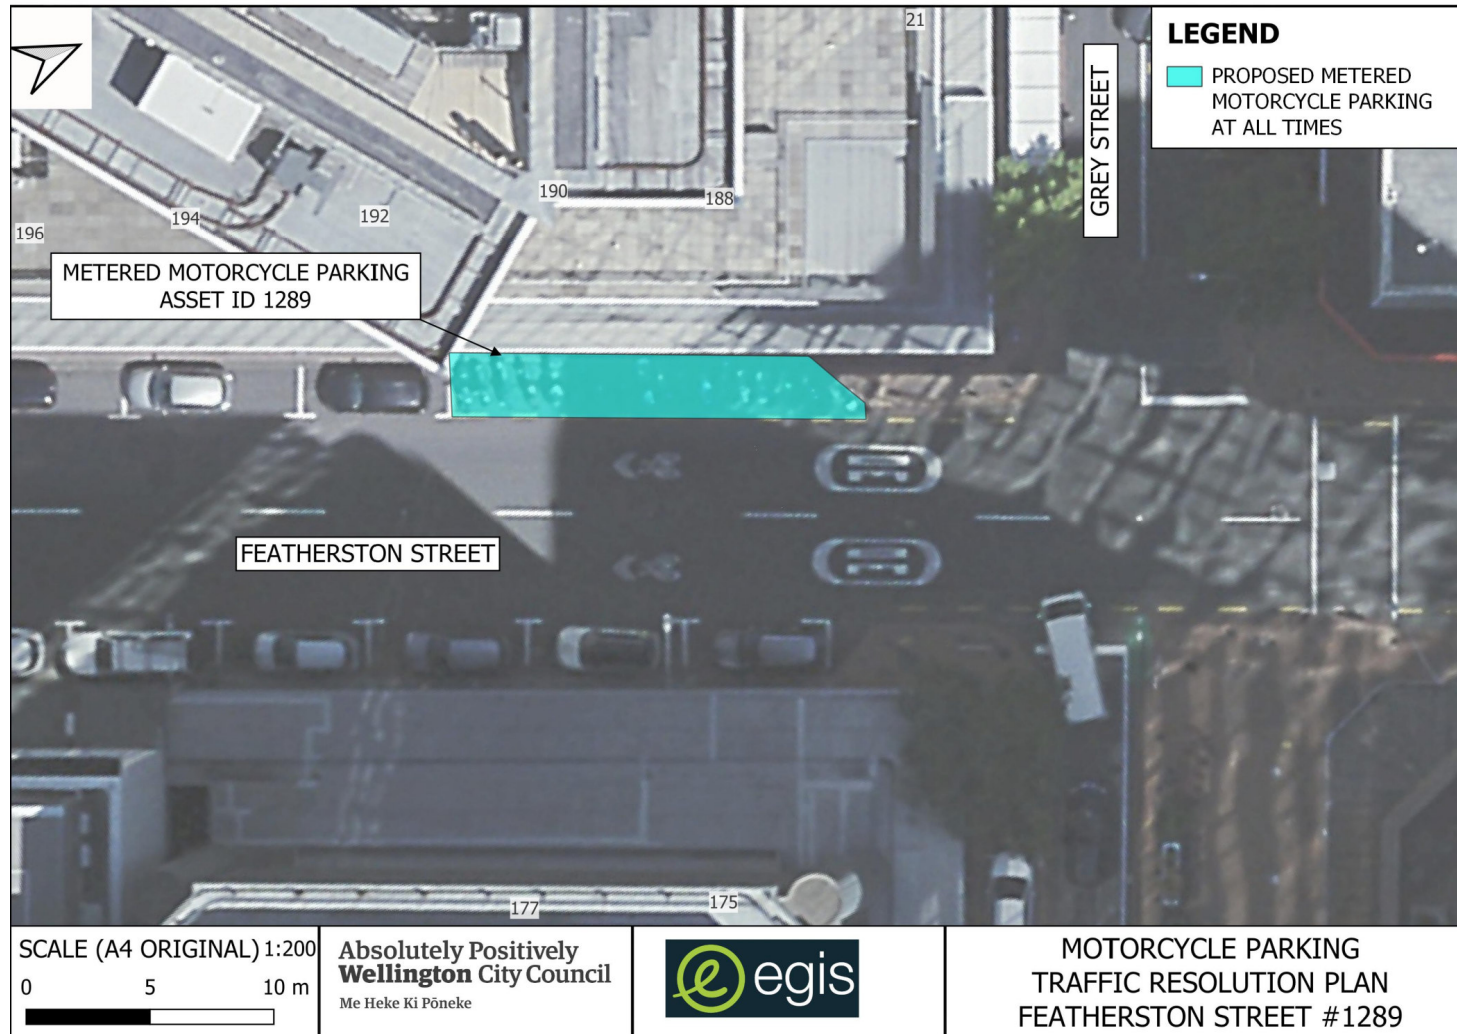 21
LEGEND
PROPOSED METERED
MOTORCYCLE PARKING
AT ALL TIMES
GREY STREET
190
188
192
194
196
METERED MOTORCYCLE PARKING
ASSET ID 1289
FEATHERSTON STREET
175
177
SCALE (A4 ORIGINAL) 1:200
0 5 10 m
Absolutely Positively
Wellington City Council
Me Heke Ki Pōneke
e egis
MOTORCYCLE PARKING
TRAFFIC RESOLUTION PLAN
FEATHERSTON STREET #1289